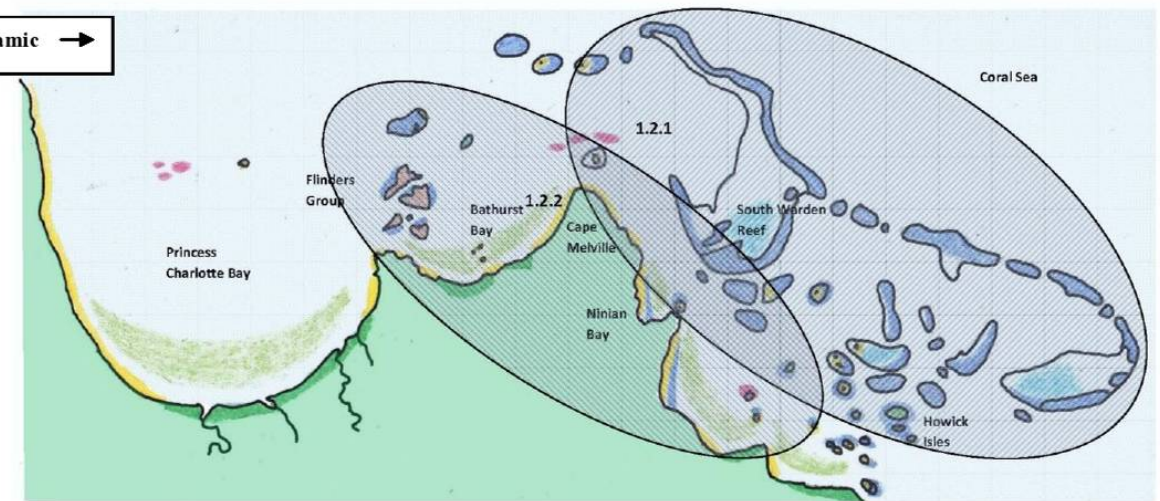 amic →
Coral Sea
1.2.1
Flinders
Group
1.2.2
Bathurst
Bay
South Warden
Reef
Cape
Melville
Princess
Charlotte Bay
Ninian
Bay
Howick
Isles